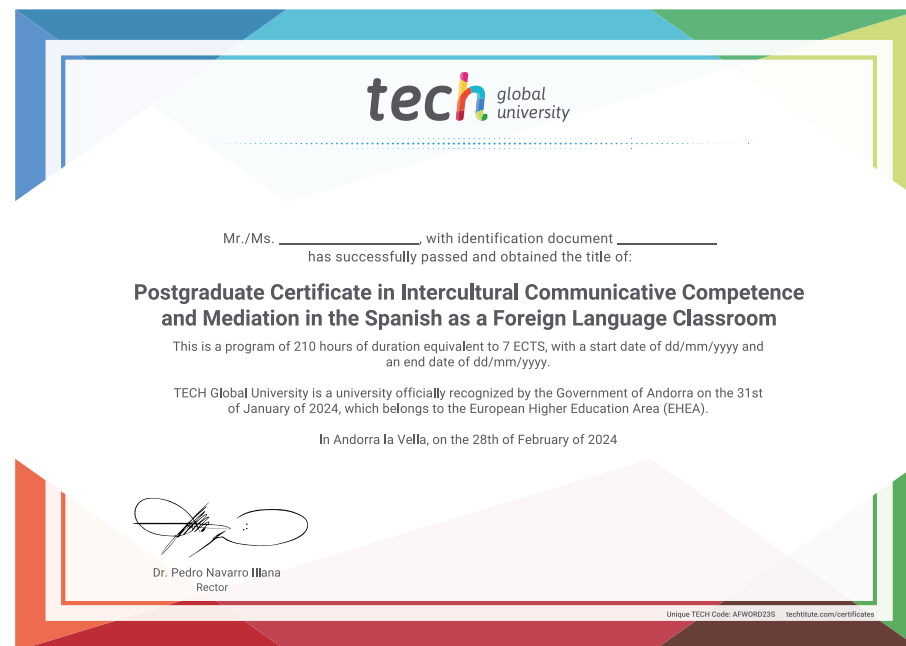 tech global university
Mr./Ms. ____________________, with identification document ______________
has successfully passed and obtained the title of:
Postgraduate Certificate in Intercultural Communicative Competence
and Mediation in the Spanish as a Foreign Language Classroom
This is a program of 210 hours of duration equivalent to 7 ECTS, with a start date of dd/mm/yyyy and
an end date of dd/mm/yyyy.
TECH Global University is a university officially recognized by the Government of Andorra on the 31st
of January of 2024, which belongs to the European Higher Education Area (EHEA).
In Andorra la Vella, on the 28th of February of 2024
Dr. Pedro Navarro Illana
Rector
Unique TECH Code: AFWORD23S techtitute.com/certificates